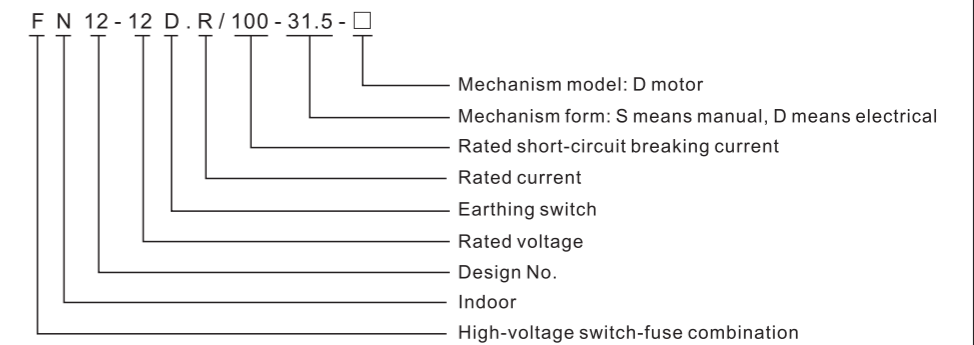 F N 12 - 12 D . R / 100 - 31.5 - □
Mechanism model: D motor
Mechanism form: S means manual, D means electrical
Rated short-circuit breaking current
Rated current
Earthing switch
Rated voltage
Design No.
Indoor
High-voltage switch-fuse combination